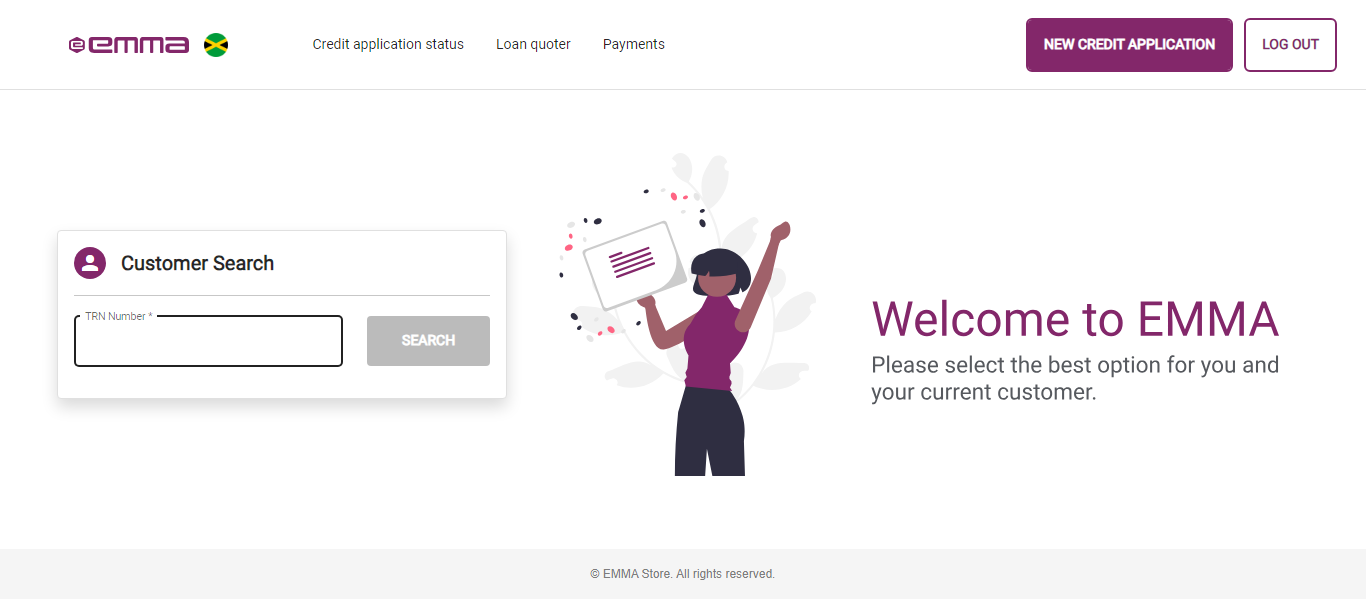 emma
Credit application status
Loan quoter
Payments
NEW CREDIT APPLICATION
LOG OUT
Customer Search
TRN Number *
SEARCH
Welcome to EMMA
Please select the best option for you and
your current customer.
© EMMA Store. All rights reserved.